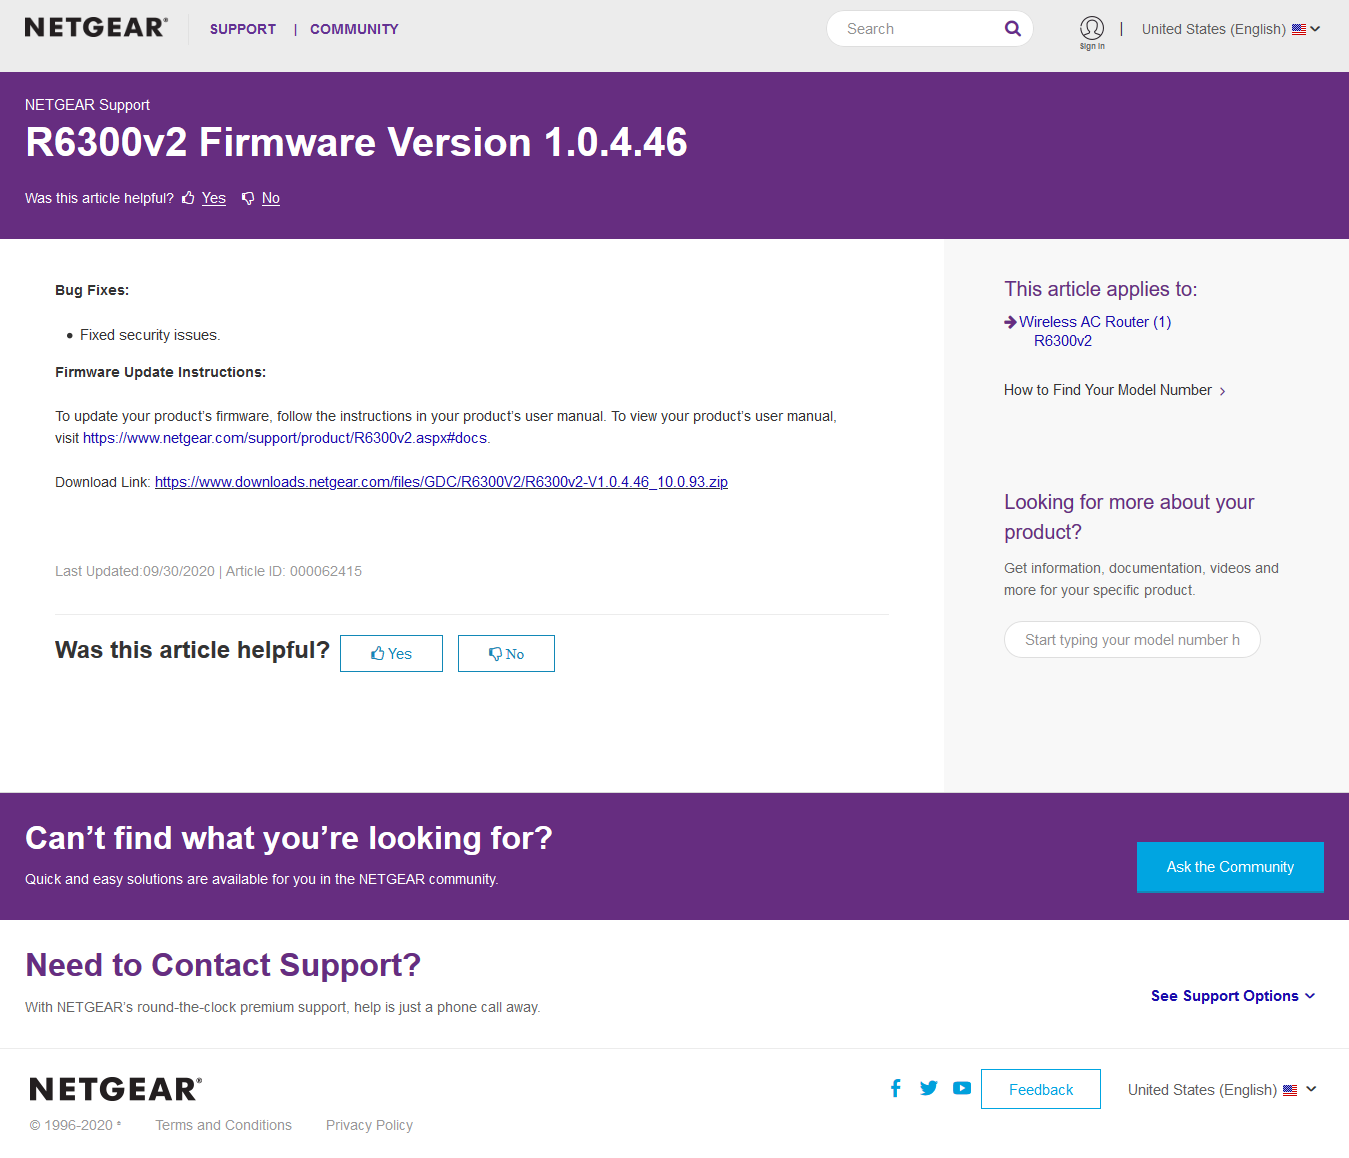 NETGEAR®
SUPPORT | COMMUNITY
Search
Sign In
| United States (English)
NETGEAR Support
R6300v2 Firmware Version 1.0.4.46
Was this article helpful? Yes No
Bug Fixes:
• Fixed security issues.
Firmware Update Instructions:
To update your product’s firmware, follow the instructions in your product’s user manual. To view your product’s user manual,
visit https://www.netgear.com/support/product/R6300v2.aspx#docs.
Download Link: https://www.downloads.netgear.com/files/GDC/R6300V2/R6300v2-V1.0.4.46_10.0.93.zip
Last Updated:09/30/2020 | Article ID: 000062415
Was this article helpful? Yes No
This article applies to:
Wireless AC Router (1)
R6300v2
How to Find Your Model Number
Looking for more about your
product?
Get information, documentation, videos and
more for your specific product.
Start typing your model number h
Can’t find what you’re looking for?
Quick and easy solutions are available for you in the NETGEAR community.
Ask the Community
Need to Contact Support?
With NETGEAR’s round-the-clock premium support, help is just a phone call away.
See Support Options
NETGEAR®
Feedback
United States (English)
© 1996-2020 ®
Terms and Conditions
Privacy Policy